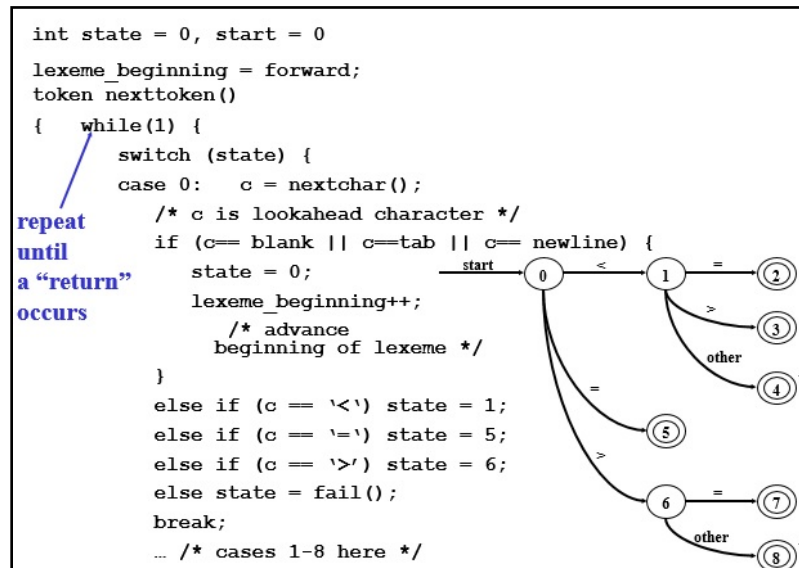 int state = 0, start = 0
lexeme_beginning = forward;
token nexttoken()
{ while(1) {
switch (state) {
case 0: c = nextchar();
/* c is lookahead character */
if (c== blank || c==tab || c== newline) {
state = 0;
lexeme_beginning++;
/* advance
beginning of lexeme */
}
else if (c == '<') state = 1;
else if (c == '=') state = 5;
else if (c == '>') state = 6;
else state = fail();
break;
… /* cases 1-8 here */
repeat
until
a “return”
occurs
start 0 < 1 = 2
> 3
other 4
= 5
> 6 = 7
other 8